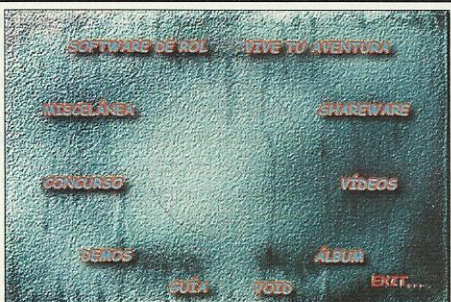 SOFTWARE DE ROL VIVE TU AVENTURA
MISCELÁNEA SHAREWARE
CONCURSO VÍDEOS
DEMOS ÁLBUM
GUÍA VOID EXIT...